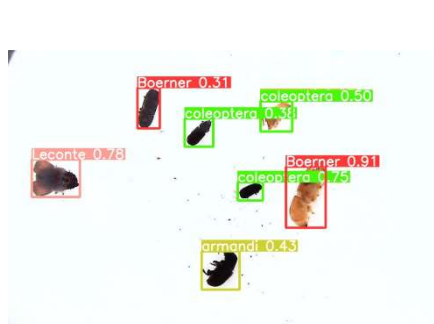 Boerner 0.31
coleoptera 0.50
coleoptera 0.38
Leconte 0.78
Boerner 0.91
coleoptera 0.75
armandi 0.43